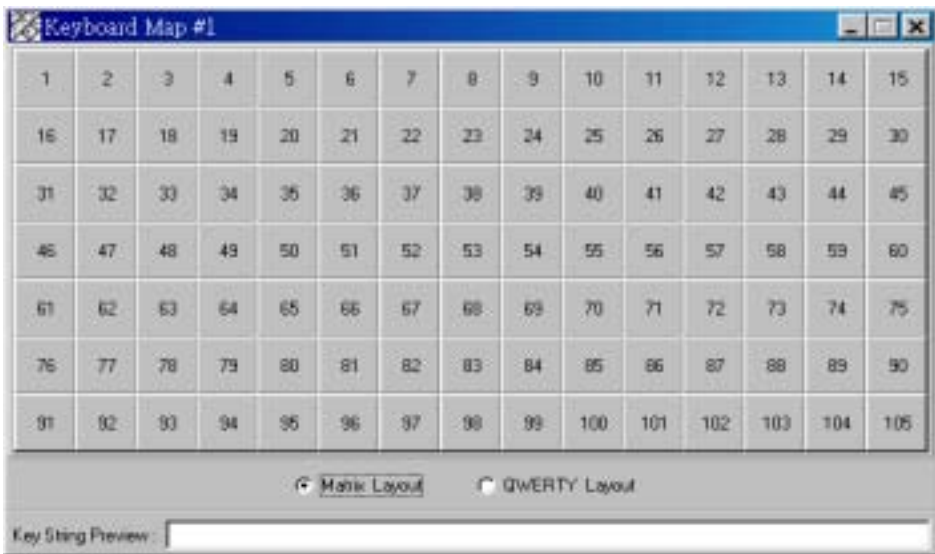 Keyboard Map #1
1 2 3 4 5 6 7 8 9 10 11 12 13 14 15
16 17 18 19 20 21 22 23 24 25 26 27 28 29 30
31 32 33 34 35 36 37 38 39 40 41 42 43 44 45
46 47 48 49 50 51 52 53 54 55 56 57 58 59 60
61 62 63 64 65 66 67 68 69 70 71 72 73 74 75
76 77 78 79 80 81 82 83 84 85 86 87 88 89 90
91 92 93 94 95 96 97 98 99 100 101 102 103 104 105
Matrix Layout QWERTY Layout
Key String Preview :